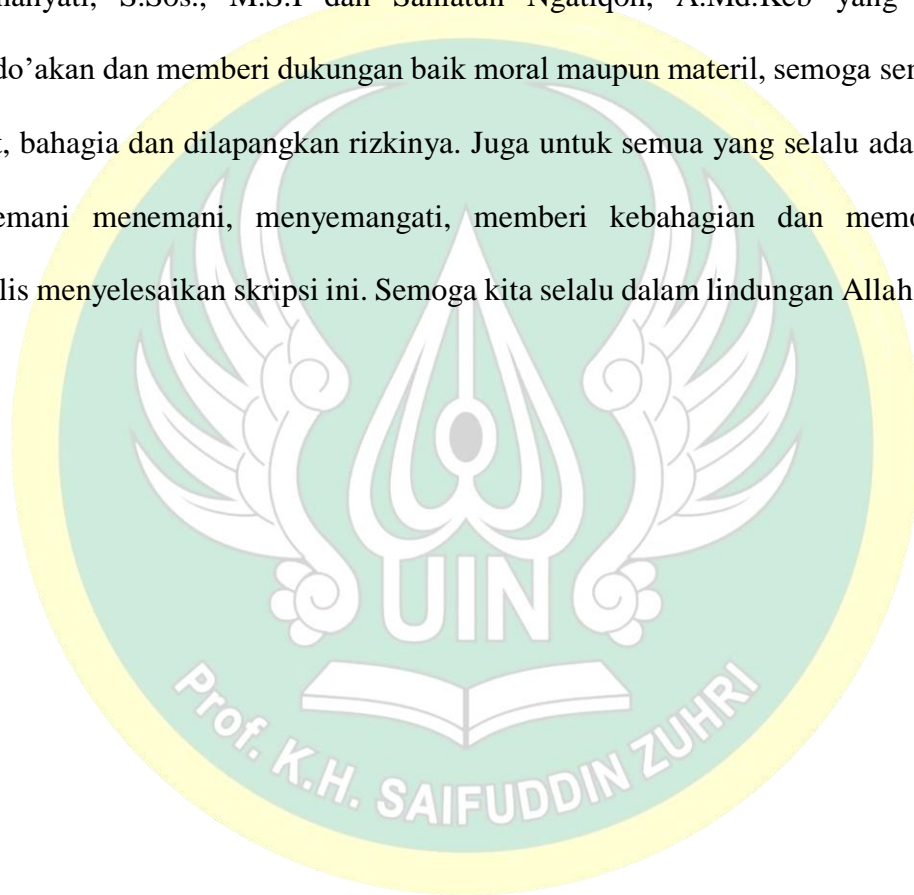 S.Sos., M.S.I dan Ngatiqoh, A.Md.Keb yang
do’akan dan memberi dukungan baik moral maupun materil, semoga
bahagia dan dilapangkan rizkinya. Juga untuk semua yang selalu ada
menemani, menyemangati, memberi kebahagian dan
menyelesaikan skripsi ini. Semoga kita selalu dalam lindungan Allah
UIN
Prof. K.H. SAIFUDDIN ZUHRI